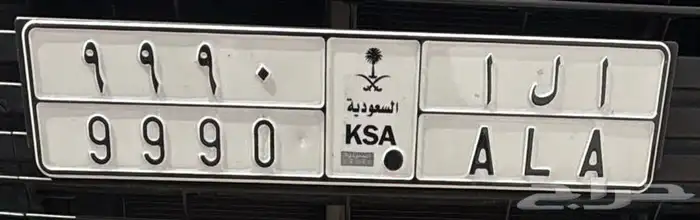 ٩٩٩٠
ا ل ا
السعودية
KSA
9990
ALA
حراج